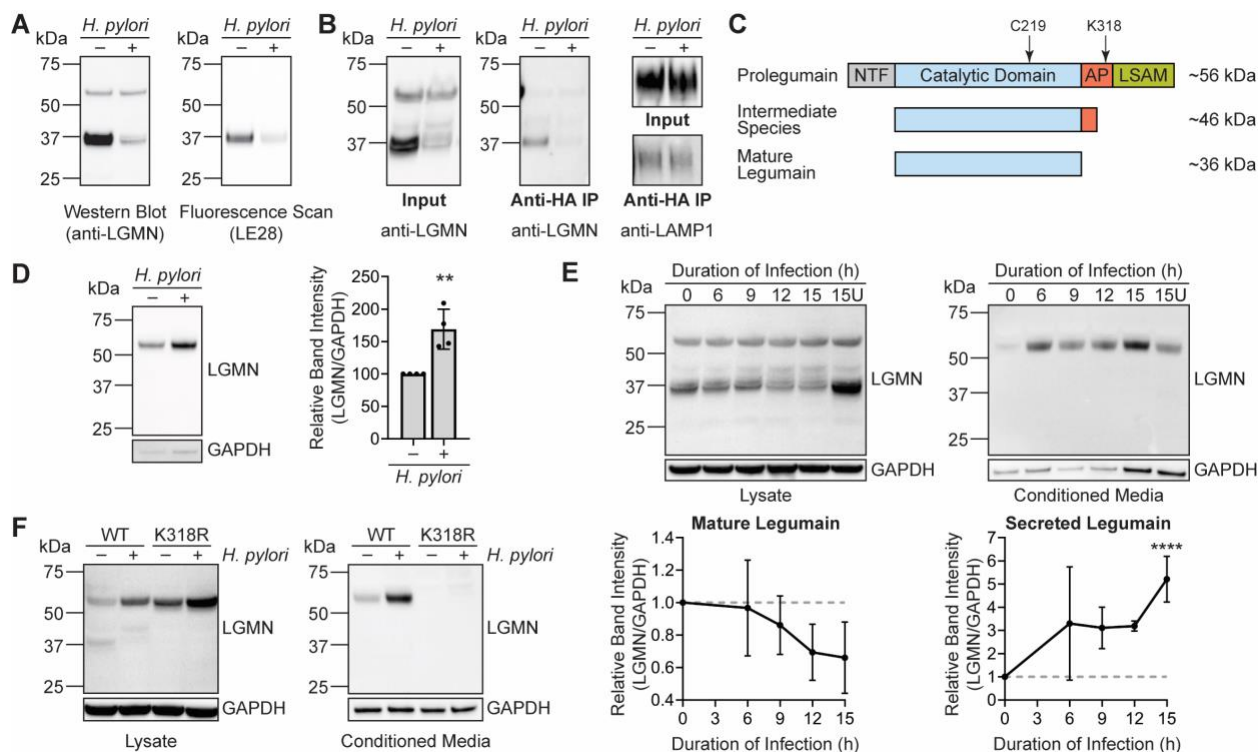 A
H. pylori
kDa − +
75
50
37
25
Western Blot
(anti-LGMN)
H. pylori
− +
Fluorescence Scan
(LE28)
B
H. pylori
kDa − +
75
50
37
25
Input
anti-LGMN
H. pylori
− +
Anti-HA IP
anti-LGMN
H. pylori
− +
Input
Anti-HA IP
anti-LAMP1
C
C219 K318
Prolegumain NTF Catalytic Domain AP LSAM ~56 kDa
Intermediate
Species
~46 kDa
Mature
Legumain
~36 kDa
D
H. pylori
kDa − +
75
50
37
25
LGMN
GAPDH
Relative Band Intensity
(LGMN/GAPDH)
250
200
150
100
50
0
**
− +
H. pylori
E
Duration of Infection (h)
kDa 0 6 9 12 15 15U
75
50
37
25
LGMN
GAPDH
Lysate
Duration of Infection (h)
kDa 0 6 9 12 15 15U
75
50
37
25
LGMN
GAPDH
Conditioned Media
Mature Legumain
Relative Band Intensity
(LGMN/GAPDH)
1.4
1.2
1.0
0.8
0.6
0.4
0 3 6 9 12 15
Duration of Infection (h)
Secreted Legumain
Relative Band Intensity
(LGMN/GAPDH)
7
6
5
4
3
2
1
0
****
0 3 6 9 12 15
Duration of Infection (h)
F
WT K318R
kDa − + − + H. pylori
75
50
37
25
LGMN
GAPDH
Lysate
WT K318R
kDa − + − + H. pylori
75
50
37
25
LGMN
GAPDH
Conditioned Media